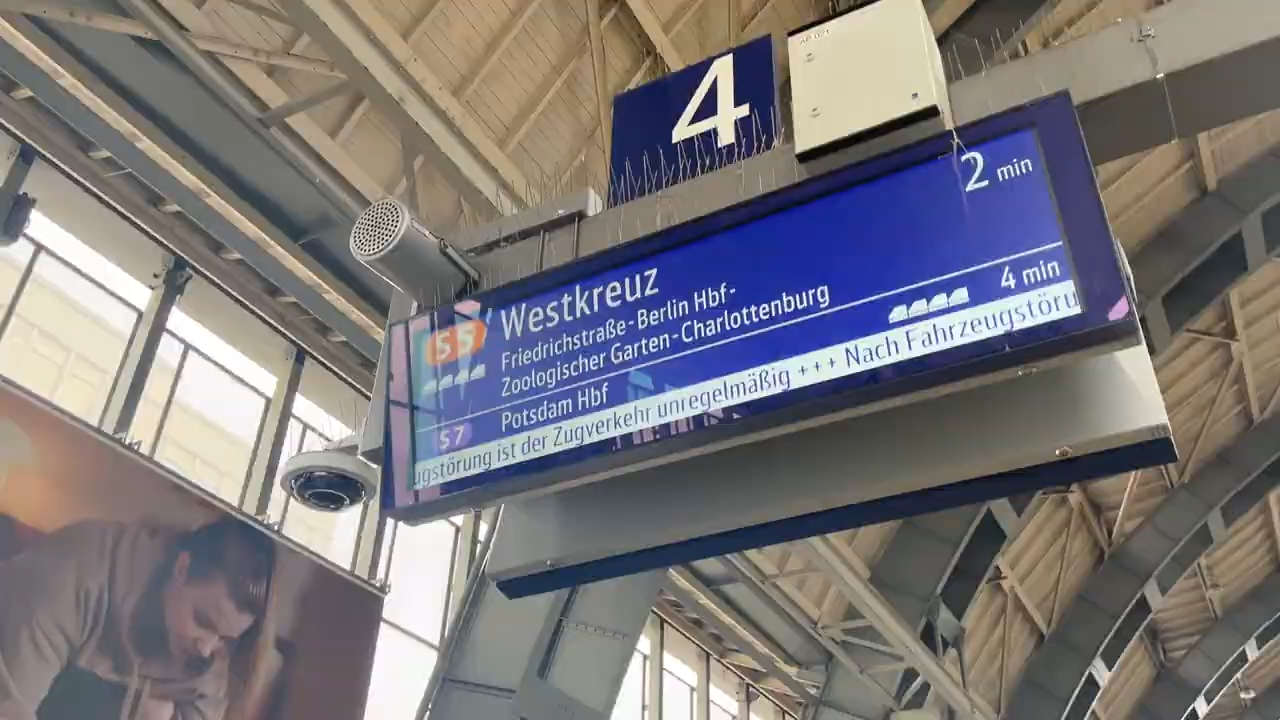 4
2 min
S5 Westkreuz
Friedrichstraße-Berlin Hbf-
Zoologischer Garten-Charlottenburg
S7 Potsdam Hbf 4 min
ugstörung ist der Zugverkehr unregelmäßig +++ Nach Fahrzeugstöru